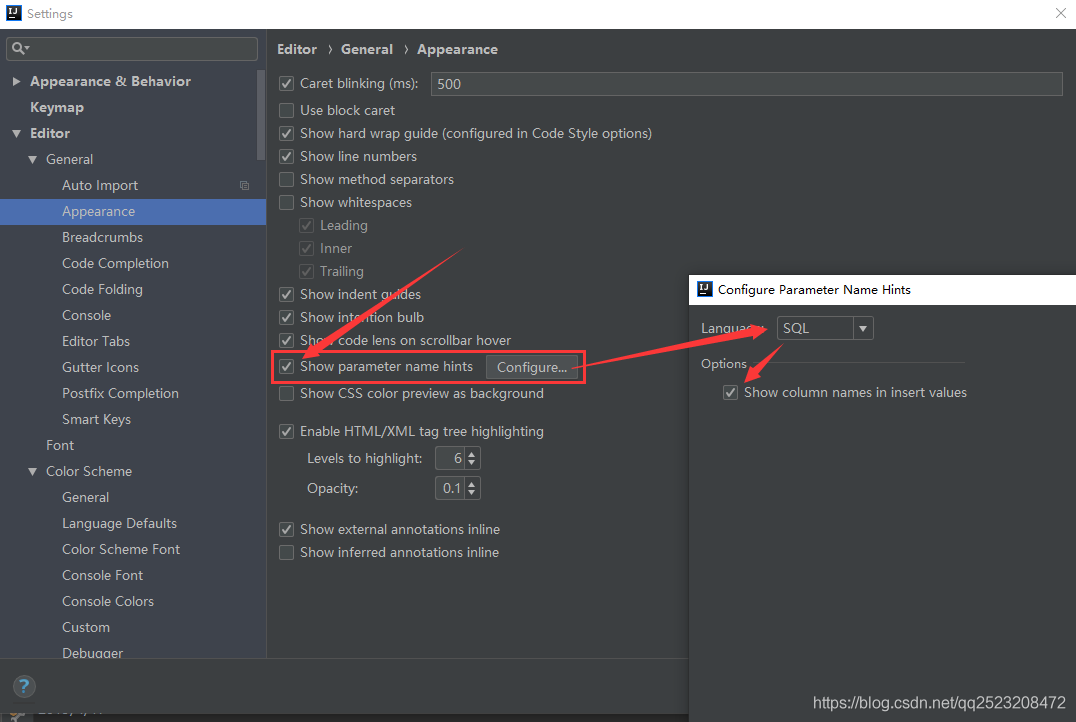 Settings
Appearance & Behavior
Keymap
Editor
General
Auto Import
Appearance
Breadcrumbs
Code Completion
Code Folding
Console
Editor Tabs
Gutter Icons
Postfix Completion
Smart Keys
Font
Color Scheme
General
Language Defaults
Color Scheme Font
Console Font
Console Colors
Custom
Debugger
Editor › General › Appearance
Caret blinking (ms): 500
Use block caret
Show hard wrap guide (configured in Code Style options)
Show line numbers
Show method separators
Show whitespaces
Leading
Inner
Trailing
Show indent guides
Show intention bulb
Show code lens on scrollbar hover
Show parameter name hints Configure...
Show CSS color preview as background
Enable HTML/XML tag tree highlighting
Levels to highlight: 6
Opacity: 0.1
Show external annotations inline
Show inferred annotations inline
?
IJ Configure Parameter Name Hints
Language: SQL
Options
Show column names in insert values
https://blog.csdn.net/qq2523208472